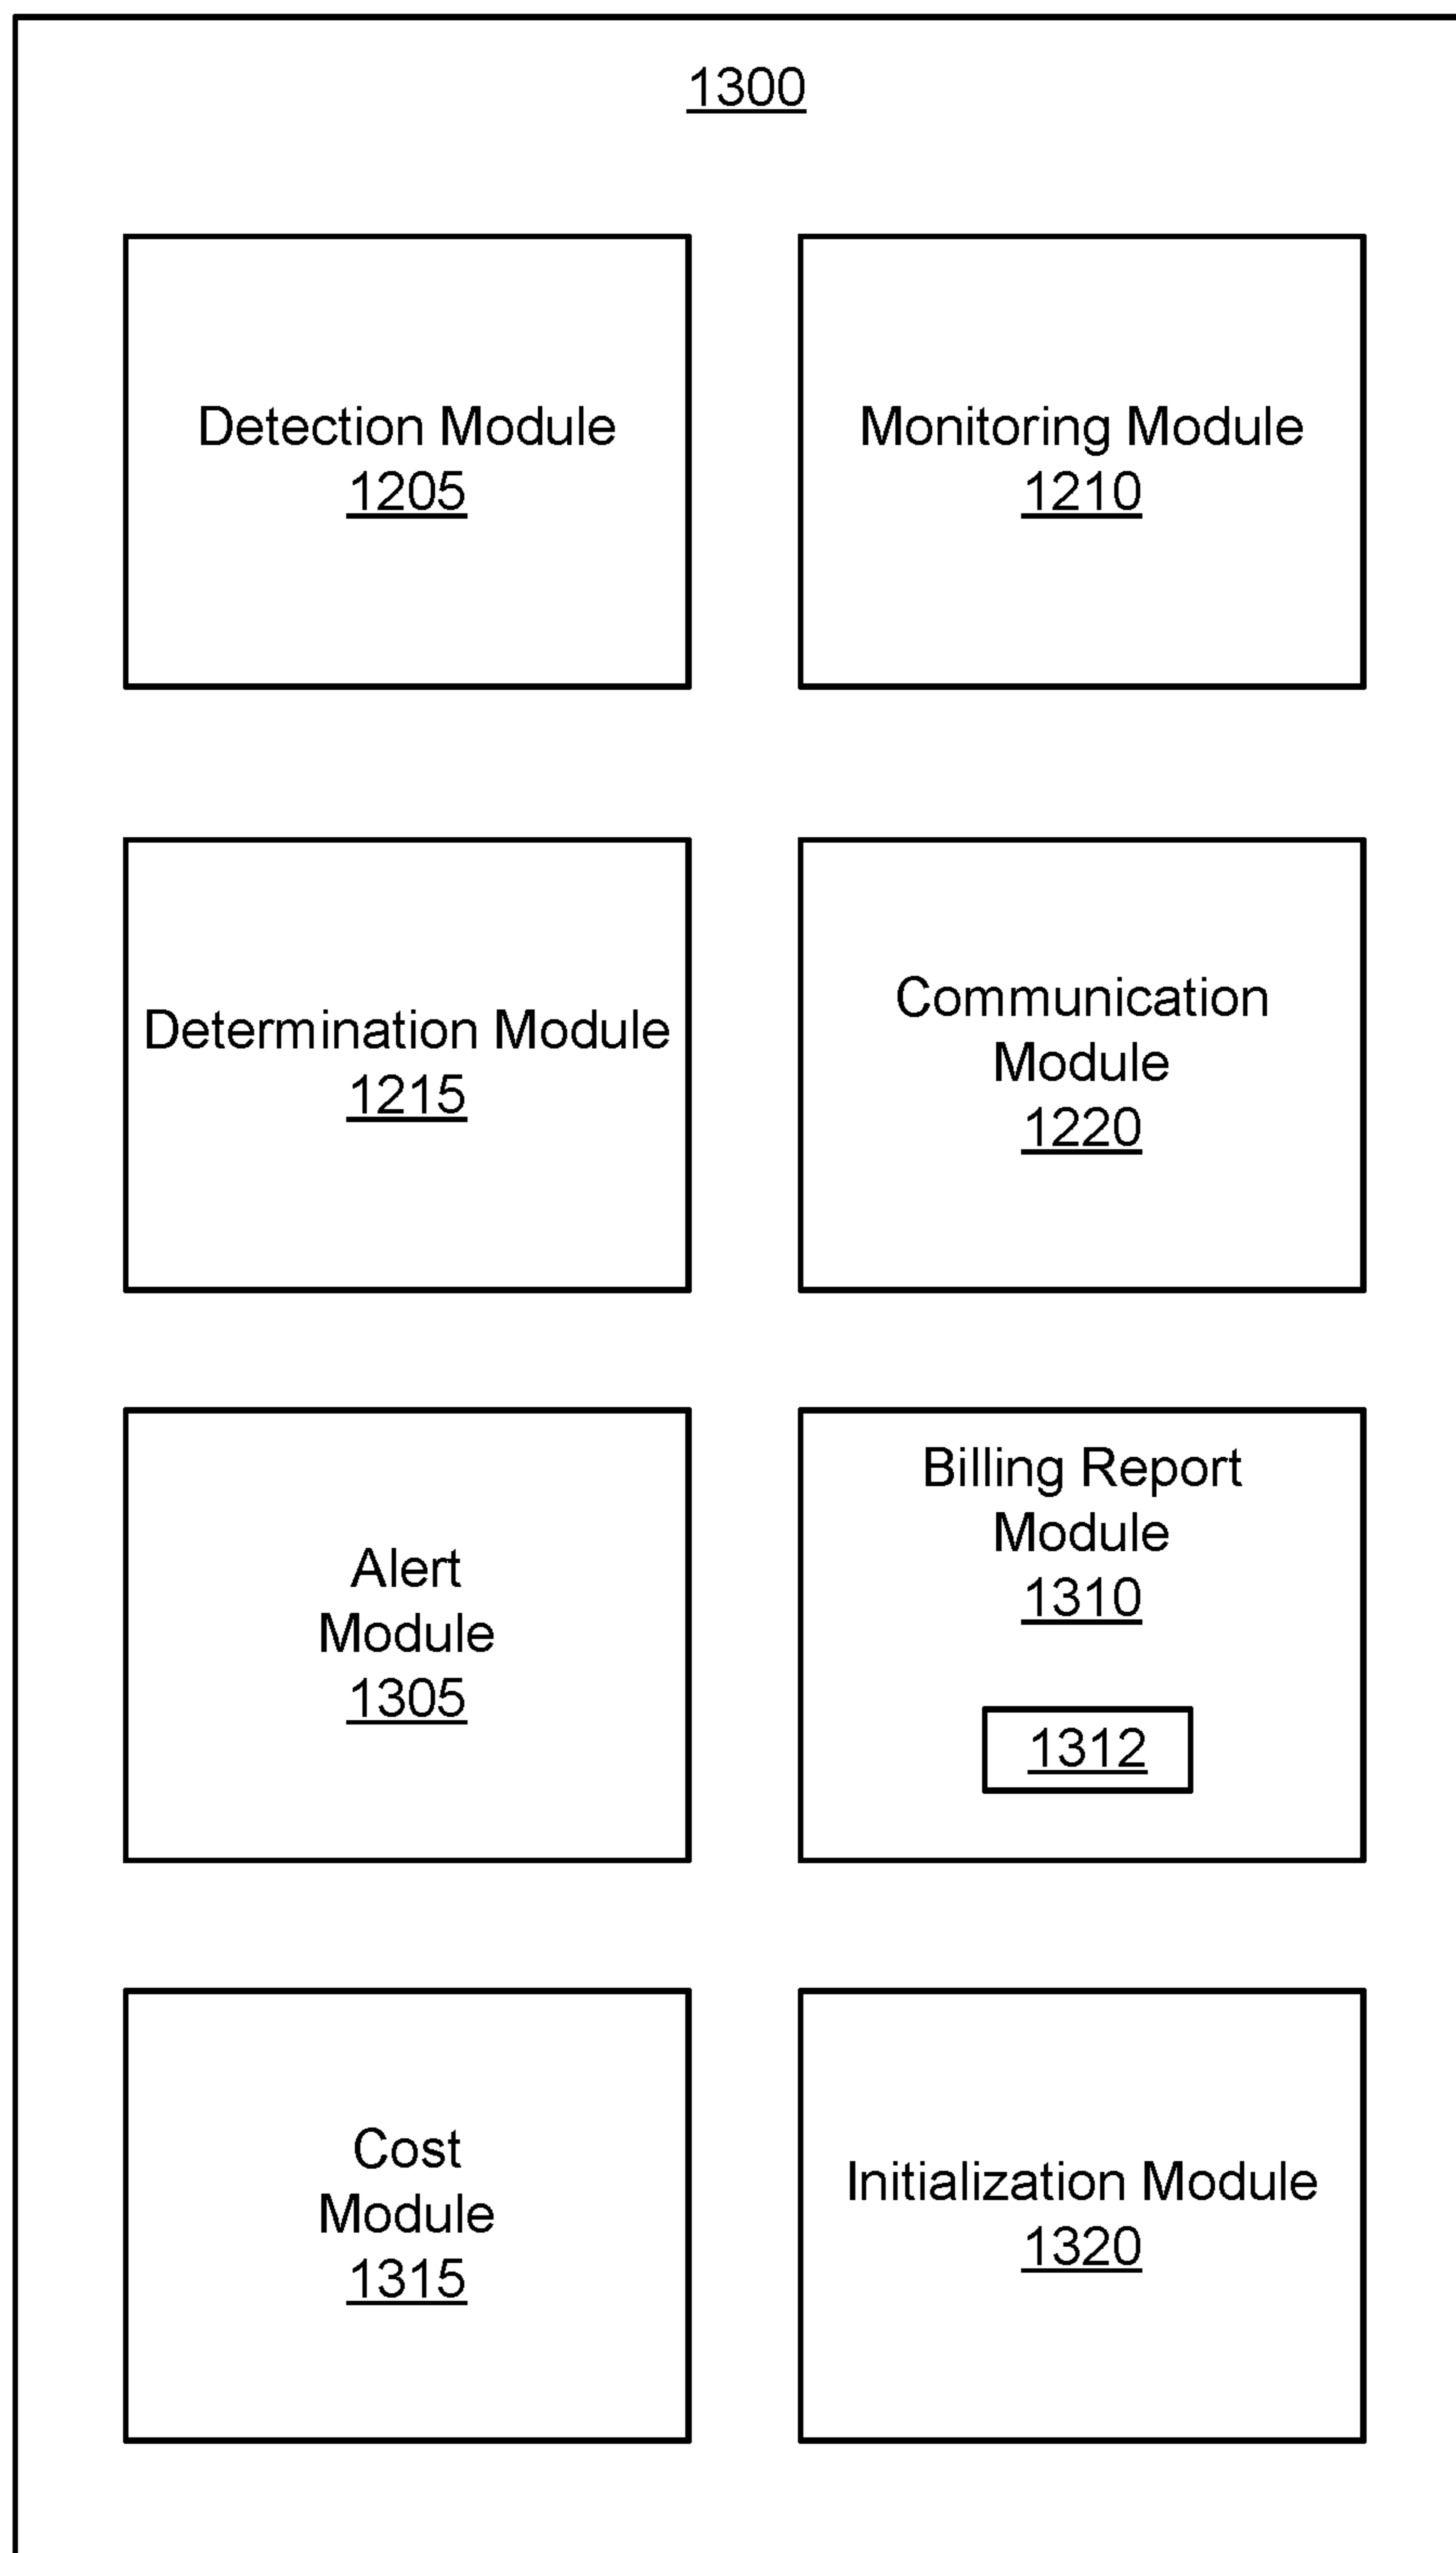 1300
Detection Module
1205
Monitoring Module
1210
Determination Module
1215
Communication
Module
1220
Alert
Module
1305
Billing Report
Module
1310
1312
Cost
Module
1315
Initialization Module
1320